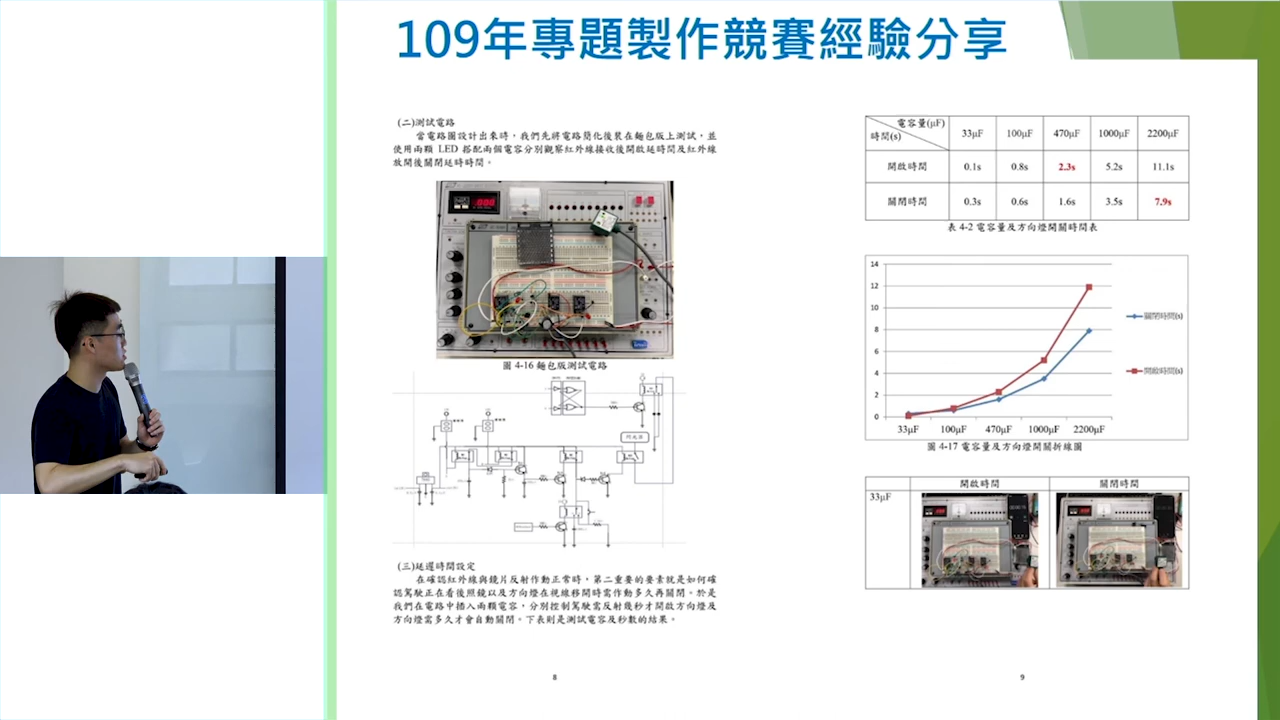 109年專題製作競賽經驗分享
(二)測試電路
當電路圖設計出來時，我們先將電路簡化後裝在麵包版上測試，並
使用兩顆 LED 搭配兩個電容分別觀察紅外線接收後開啟延時間及紅外線
放開後關閉延時時間。
圖 4-16 麵包版測試電路
閃光器
(三)延遲時間設定
在確認紅外線與鏡片反射作動正常時，第二重要的要素就是如何確
認駕駛正在看後照鏡以及方向燈在視線移開時需作動多久再關閉。於是
我們在電路中插入兩顆電容，分別控制駕駛需反射幾秒才開啟方向燈及
方向燈需多久才會自動關閉。下表則是測試電容及秒數的結果。
8
電容量(μF)
時間(s)
33μF 100μF 470μF 1000μF 2200μF
開啟時間 0.1s 0.8s 2.3s 5.2s 11.1s
關閉時間 0.3s 0.6s 1.6s 3.5s 7.9s
表 4-2 電容量及方向燈開關時間表
14
12
10
8
6
4
2
0
33μF 100μF 470μF 1000μF 2200μF
關閉時間(s)
開啟時間(s)
圖 4-17 電容量及方向燈開關折線圖
開啟時間 關閉時間
33μF
9